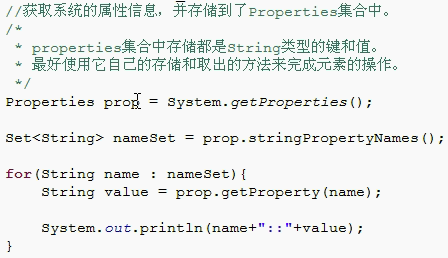 //获取系统的属性信息，并存储到了Properties集合中。
/*
 * properties集合中存储都是String类型的键和值。
 * 最好使用它自己的存储和取出的方法来完成元素的操作。
 */
Properties prop = System.getProperties();
Set<String> nameSet = prop.stringPropertyNames();
for(String name : nameSet){
    String value = prop.getProperty(name);
    System.out.println(name+"::"+value);
}